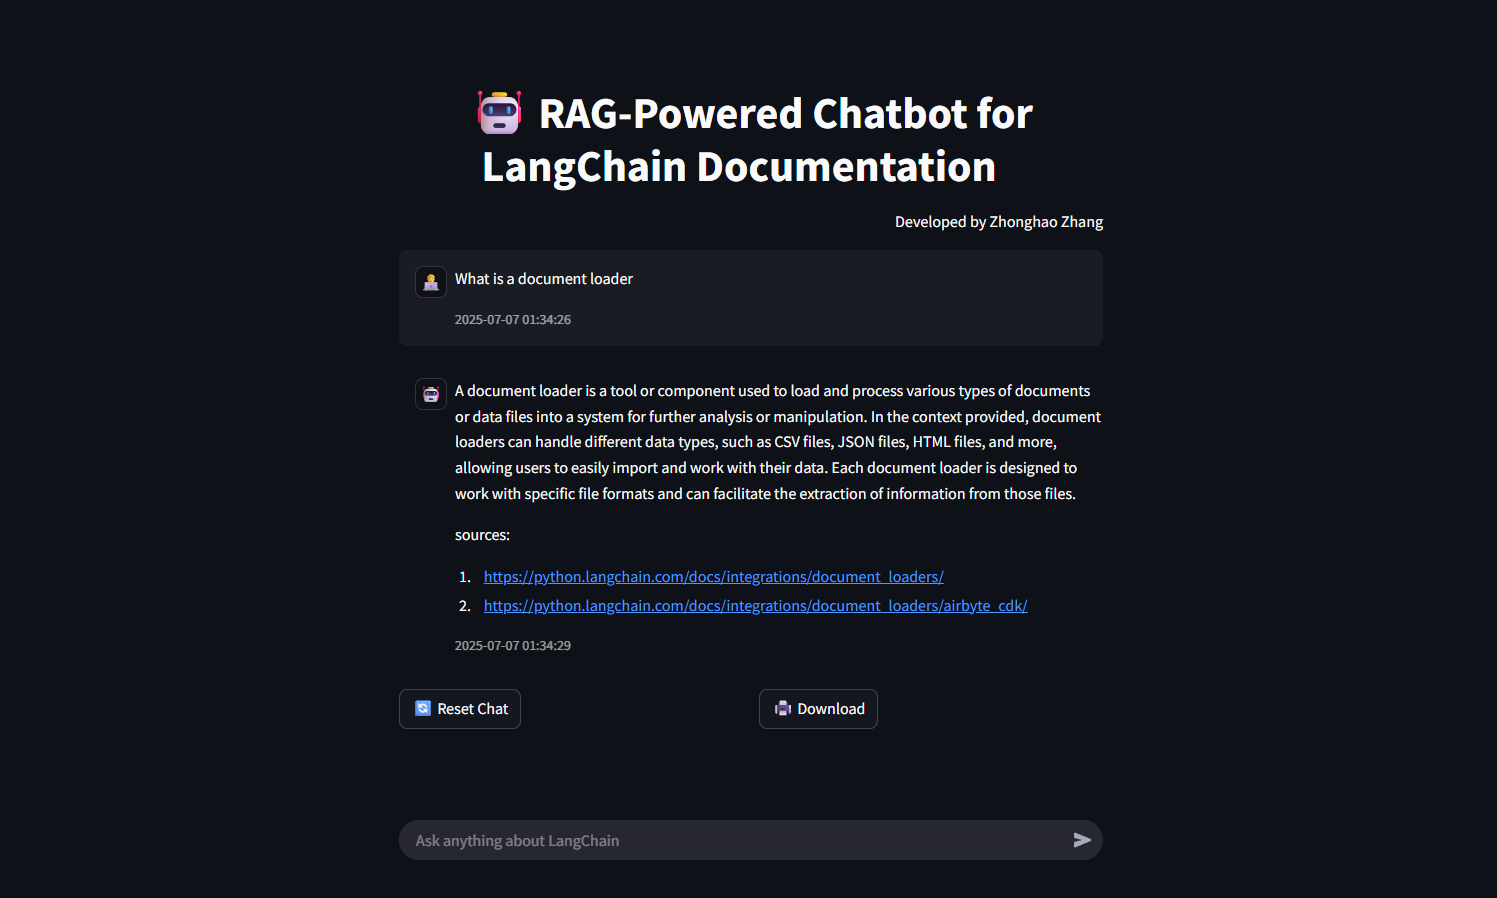 RAG-Powered Chatbot for
LangChain Documentation
Developed by Zhonghao Zhang
What is a document loader
2025-07-07 01:34:26
A document loader is a tool or component used to load and process various types of documents
or data files into a system for further analysis or manipulation. In the context provided, document
loaders can handle different data types, such as CSV files, JSON files, HTML files, and more,
allowing users to easily import and work with their data. Each document loader is designed to
work with specific file formats and can facilitate the extraction of information from those files.
sources:
1. https://python.langchain.com/docs/integrations/document_loaders/
2. https://python.langchain.com/docs/integrations/document_loaders/airbyte_cdk/
2025-07-07 01:34:29
Reset Chat
Download
Ask anything about LangChain